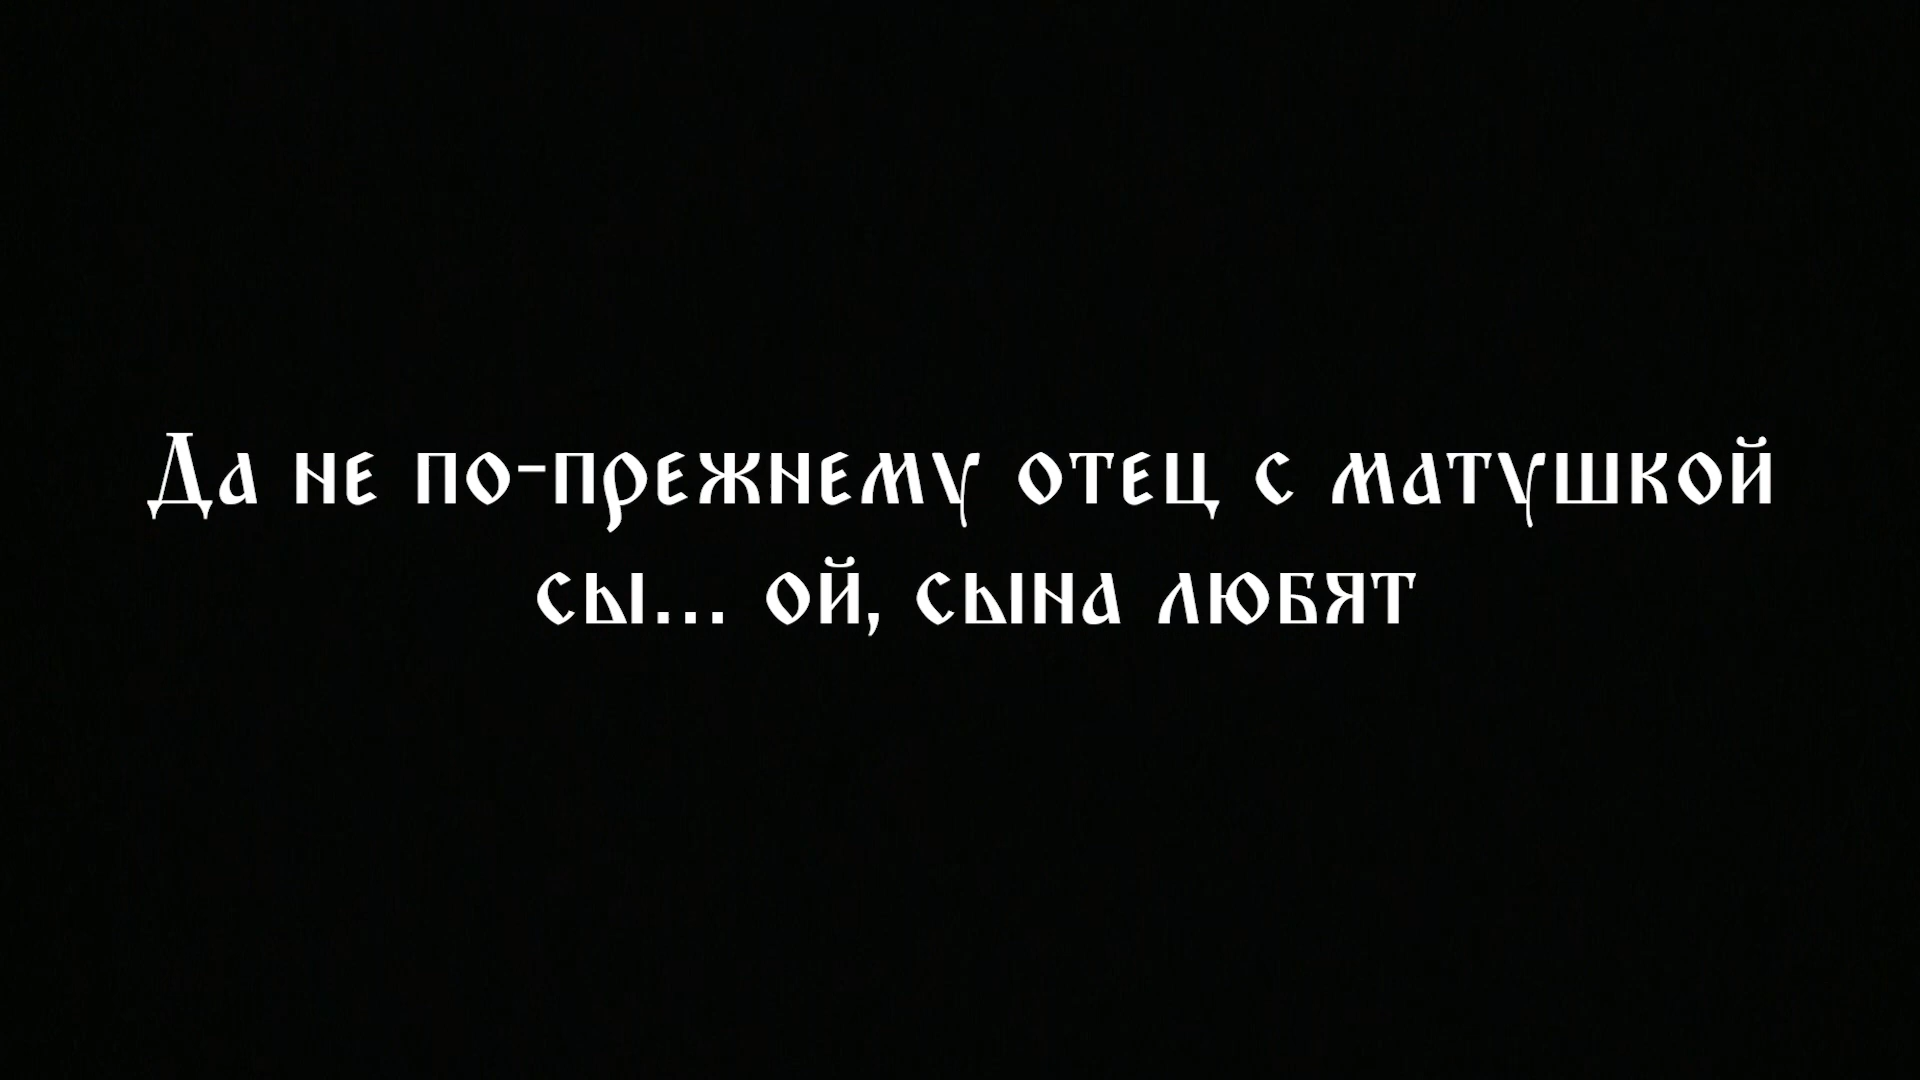 Да не по-прежнему отец с матушкой
сы... ой, сына любят